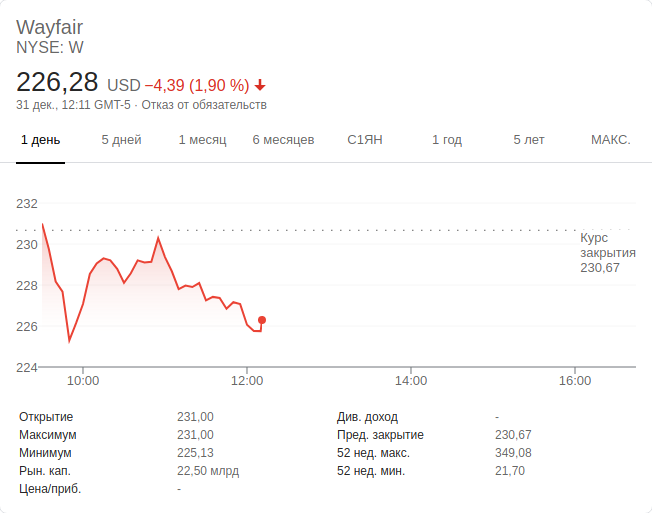 Wayfair
NYSE: W
226,28 USD −4,39 (1,90 %)
31 дек., 12:11 GMT-5 · Отказ от обязательств
1 день 5 дней 1 месяц 6 месяцев С1ЯН 1 год 5 лет МАКС.
232
230
228
226
224
Курс
закрытия
230,67
10:00 12:00 14:00 16:00
Открытие 231,00 Див. доход -
Максимум 231,00 Пред. закрытие 230,67
Минимум 225,13 52 нед. макс. 349,08
Рын. кап. 22,50 млрд 52 нед. мин. 21,70
Цена/приб. -